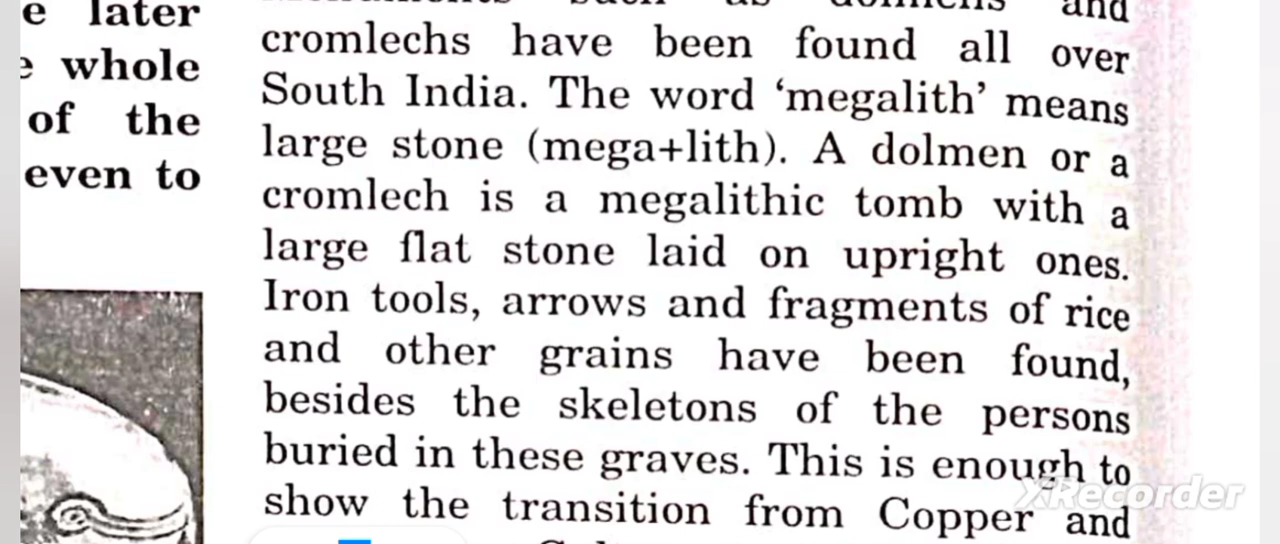 e later
whole
of the
even to
and
cromlechs have been found all over
South India. The word ‘megalith’ means
large stone (mega+lith). A dolmen or a
cromlech is a megalithic tomb with a
large flat stone laid on upright ones.
Iron tools, arrows and fragments of rice
and other grains have been found,
besides the skeletons of the persons
buried in these graves. This is enough to
show the transition from Copper and
XRecorder